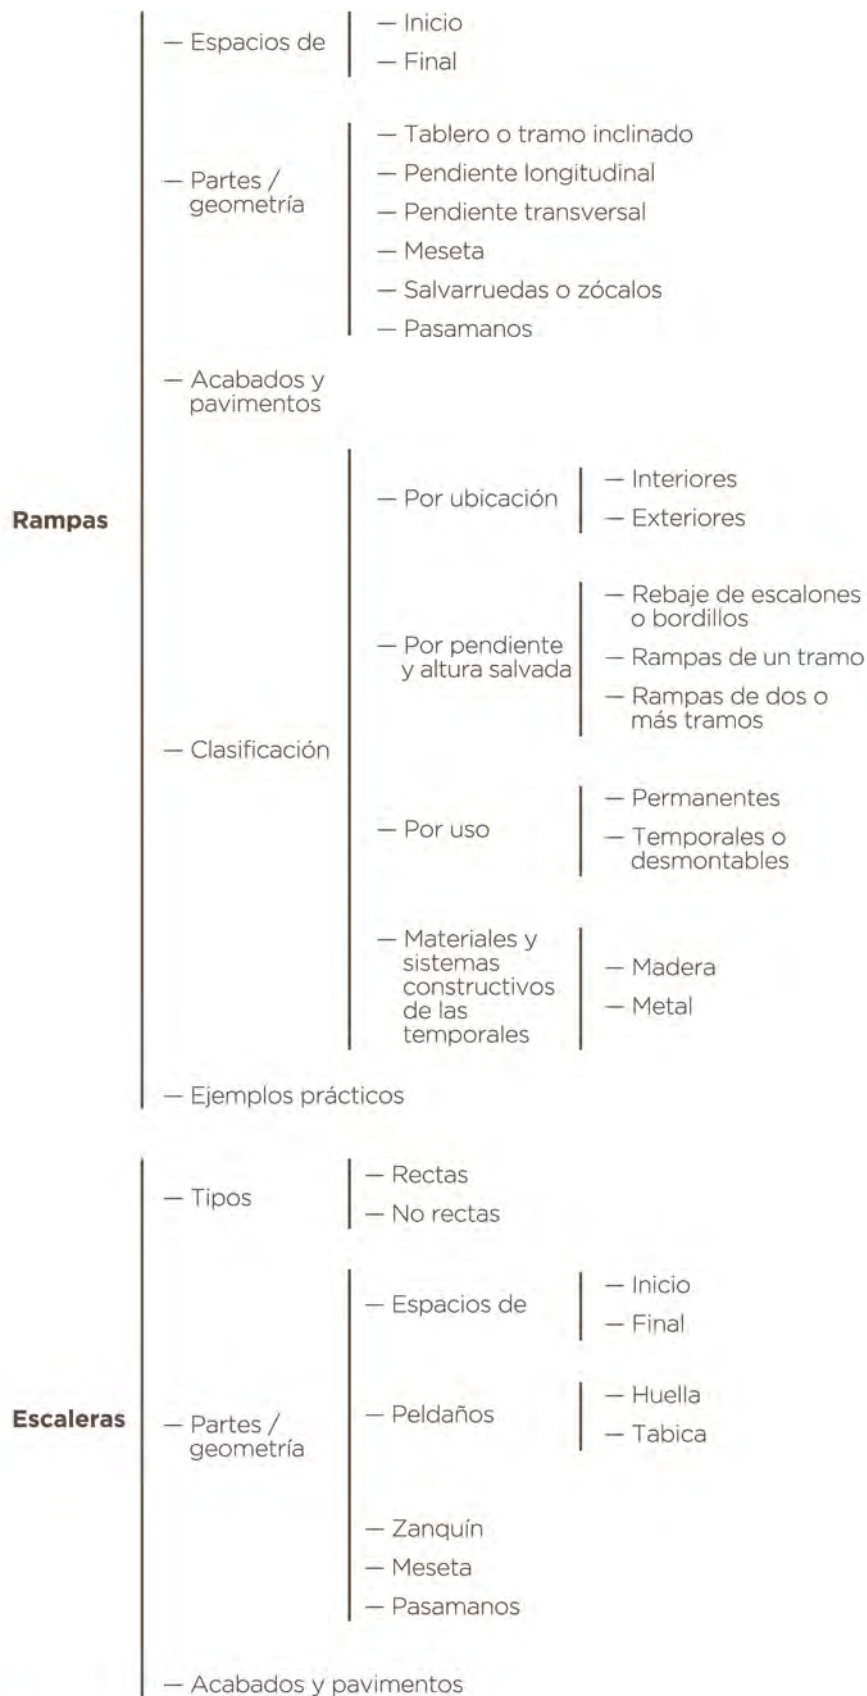 Rampas
— Espacios de
— Inicio
— Final
— Partes /
geometría
— Tablero o tramo inclinado
— Pendiente longitudinal
— Pendiente transversal
— Meseta
— Salvarruedas o zócalos
— Pasamanos
— Acabados y
pavimentos
— Clasificación
— Por ubicación
— Interiores
— Exteriores
— Por pendiente
y altura salvada
— Rebaje de escalones
o bordillos
— Rampas de un tramo
— Rampas de dos o
más tramos
— Por uso
— Permanentes
— Temporales o
desmontables
— Materiales y
sistemas
constructivos
de las
temporales
— Madera
— Metal
— Ejemplos prácticos
Escaleras
— Tipos
— Rectas
— No rectas
— Partes /
geometría
— Espacios de
— Inicio
— Final
— Peldaños
— Huella
— Tabica
— Zanquín
— Meseta
— Pasamanos
— Acabados y pavimentos